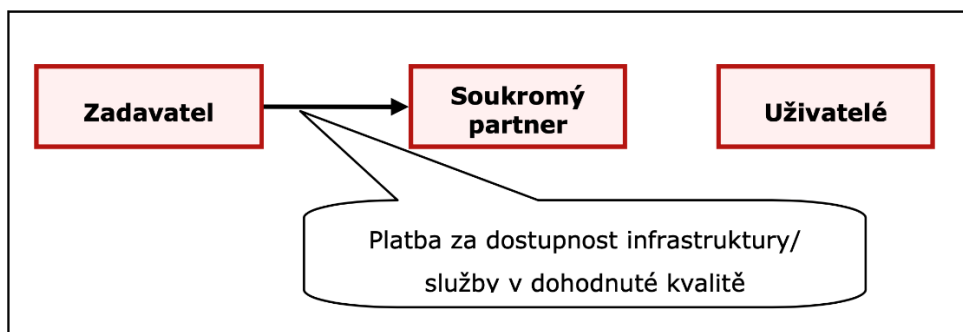 Zadavatel
Soukromý
partner
Uživatelé
Platba za dostupnost infrastruktury/
služby v dohodnuté kvalitě